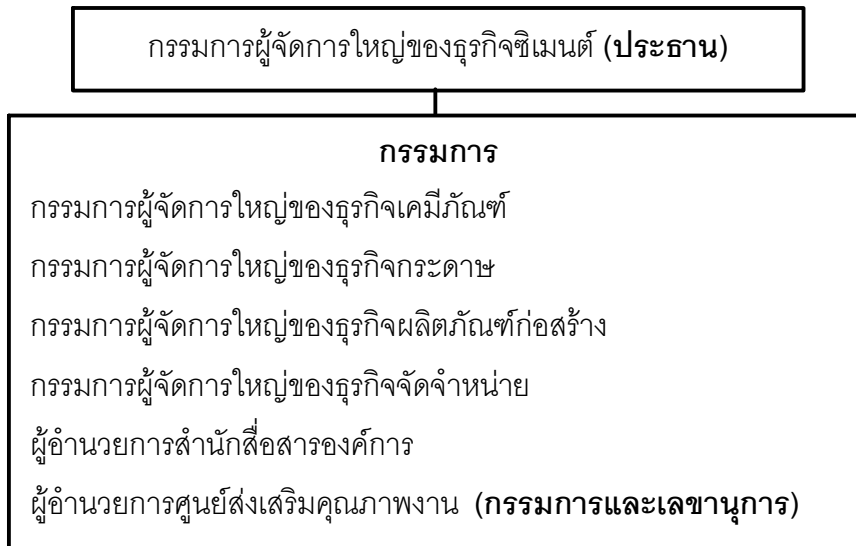 กรรมการผู้จัดการใหญ่ของธุรกิจซิเมนต์ (ประธาน)
กรรมการ
กรรมการผู้จัดการใหญ่ของธุรกิจเคมีภัณฑ์
กรรมการผู้จัดการใหญ่ของธุรกิจกระดาษ
กรรมการผู้จัดการใหญ่ของธุรกิจผลิตภัณฑ์ก่อสร้าง
กรรมการผู้จัดการใหญ่ของธุรกิจจัดจำหน่าย
ผู้อำนวยการสำนักสื่อสารองค์การ
ผู้อำนวยการศูนย์ส่งเสริมคุณภาพงาน (กรรมการและเลขานุการ)